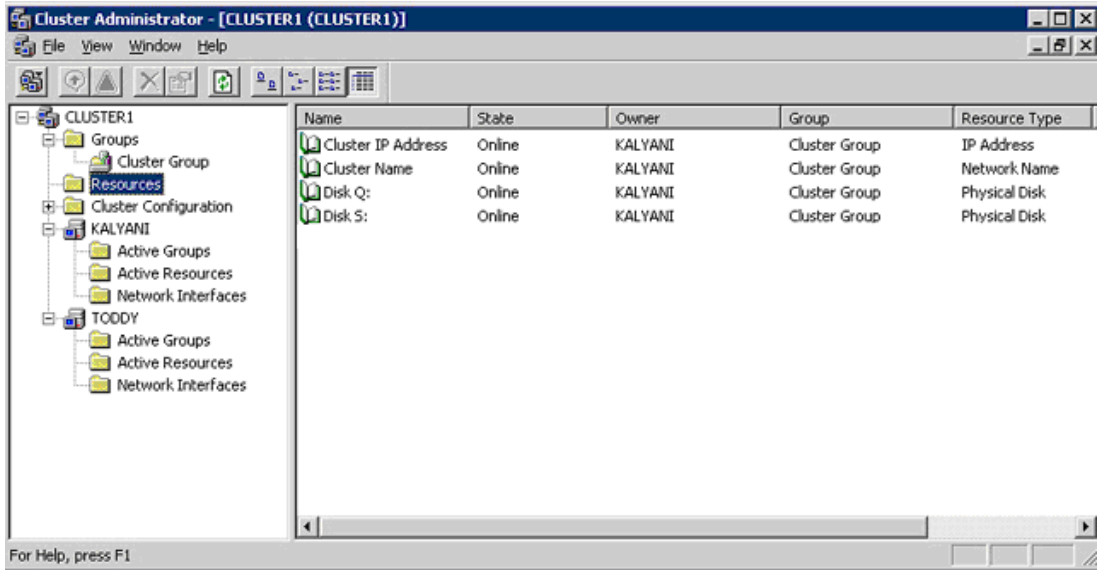 Cluster Administrator - [CLUSTER1 (CLUSTER1)]
File View Window Help
CLUSTER1
Groups
Cluster Group
Resources
Cluster Configuration
KALYANI
Active Groups
Active Resources
Network Interfaces
TODDY
Active Groups
Active Resources
Network Interfaces
Name State Owner Group Resource Type
Cluster IP Address Online KALYANI Cluster Group IP Address
Cluster Name Online KALYANI Cluster Group Network Name
Disk Q: Online KALYANI Cluster Group Physical Disk
Disk S: Online KALYANI Cluster Group Physical Disk
For Help, press F1